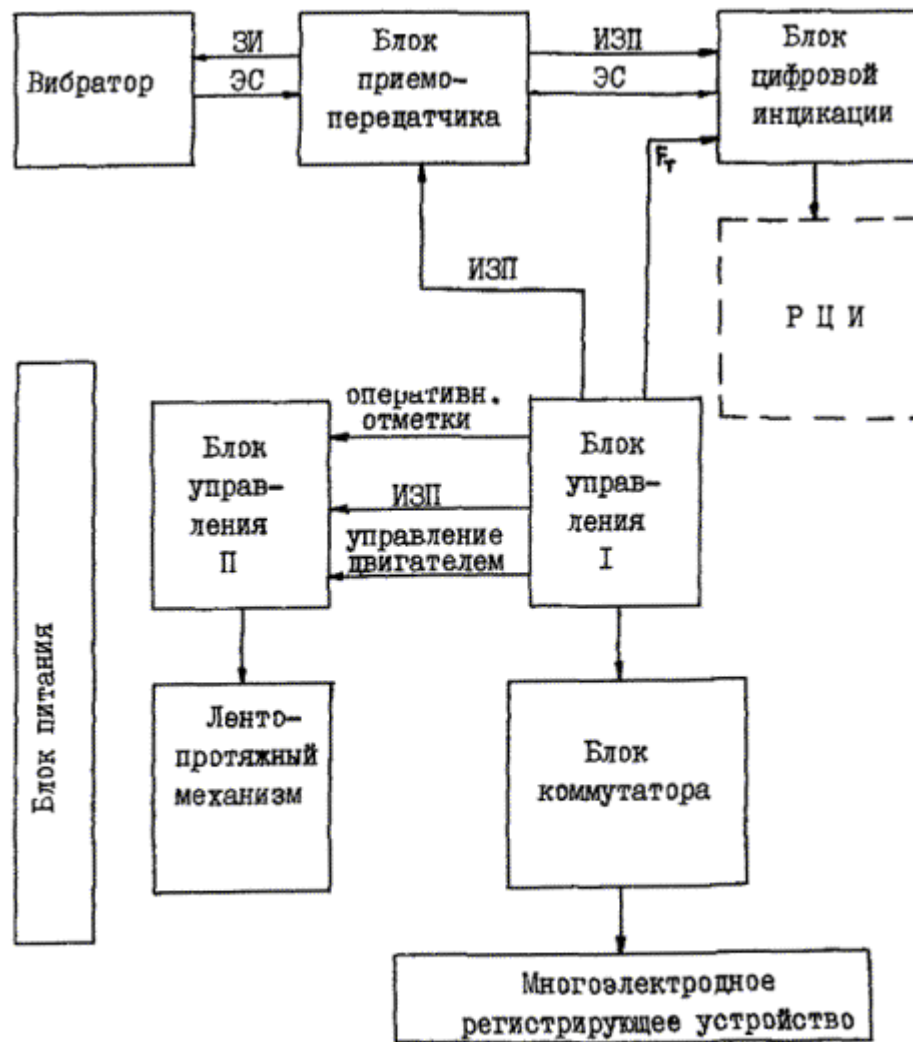 Вибратор
ЗИ
ЭС
Блок
приемо-
передатчика
ИЗП
ЭС
Блок
цифровой
индикации
Fт
ИЗП
Р Ц И
оперативн.
отметки
ИЗП
управление
двигателем
Блок
управ-
ления
П
Блок
управ-
ления
I
Блок питания
Ленто-
протяжный
механизм
Блок
коммутатора
Многоэлектродное
регистрирующее устройство